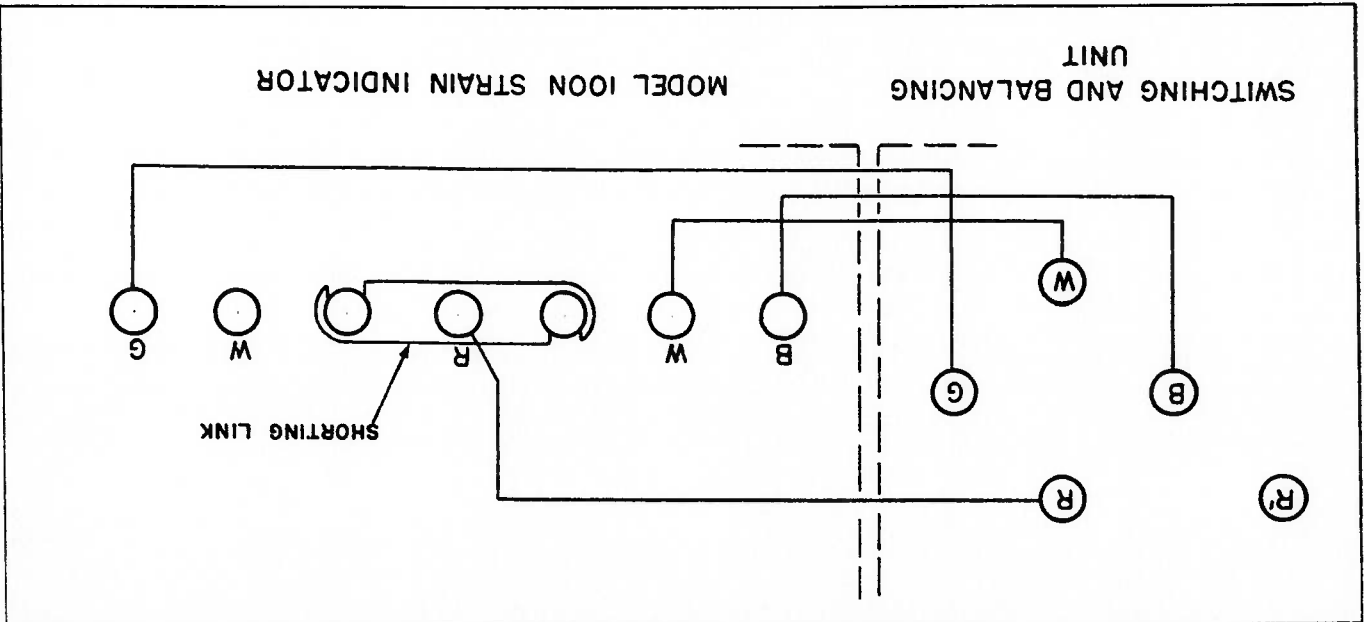 R'
R
SHORTING LINK
B
G
B
W
R
W
G
W
SWITCHING AND BALANCING
UNIT
MODEL 100N STRAIN INDICATOR